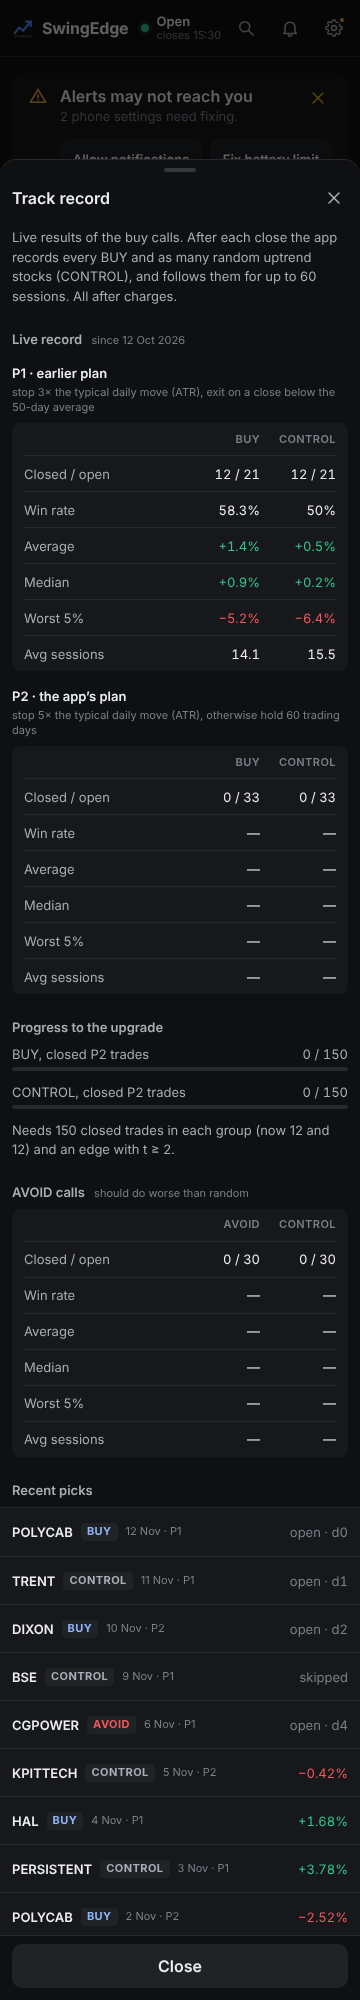 SwingEdge
Open
closes 15:30
Alerts may not reach you
2 phone settings need fixing.
Allow notifications Fix battery limit
Track record
Live results of the buy calls. After each close the app
records every BUY and as many random uptrend
stocks (CONTROL), and follows them for up to 60
sessions. All after charges.
Live record since 12 Oct 2026
P1 · earlier plan
stop 3× the typical daily move (ATR), exit on a close below the
50-day average
BUY CONTROL
Closed / open 12 / 21 12 / 21
Win rate 58.3% 50%
Average +1.4% +0.5%
Median +0.9% +0.2%
Worst 5% −5.2% −6.4%
Avg sessions 14.1 15.5
P2 · the app's plan
stop 5× the typical daily move (ATR), otherwise hold 60 trading
days
BUY CONTROL
Closed / open 0 / 33 0 / 33
Win rate — —
Average — —
Median — —
Worst 5% — —
Avg sessions — —
Progress to the upgrade
BUY, closed P2 trades 0 / 150
CONTROL, closed P2 trades 0 / 150
Needs 150 closed trades in each group (now 12 and
12) and an edge with t ≥ 2.
AVOID calls should do worse than random
AVOID CONTROL
Closed / open 0 / 30 0 / 30
Win rate — —
Average — —
Median — —
Worst 5% — —
Avg sessions — —
Recent picks
POLYCAB BUY 12 Nov · P1 open · d0
TRENT CONTROL 11 Nov · P1 open · d1
DIXON BUY 10 Nov · P2 open · d2
BSE CONTROL 9 Nov · P1 skipped
CGPOWER AVOID 6 Nov · P1 open · d4
KPITTECH CONTROL 5 Nov · P2 −0.42%
HAL BUY 4 Nov · P1 +1.68%
PERSISTENT CONTROL 3 Nov · P1 +3.78%
POLYCAB BUY 2 Nov · P2 −2.52%
Close